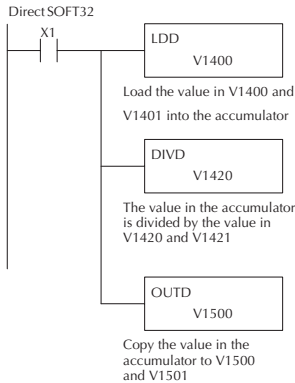 Direct SOFT32
X1
LDD
V1400
Load the value in V1400 and
V1401 into the accumulator
DIVD
V1420
The value in the accumulator
is divided by the value in
V1420 and V1421
OUTD
V1500
Copy the value in the
accumulator to V1500
and V1501